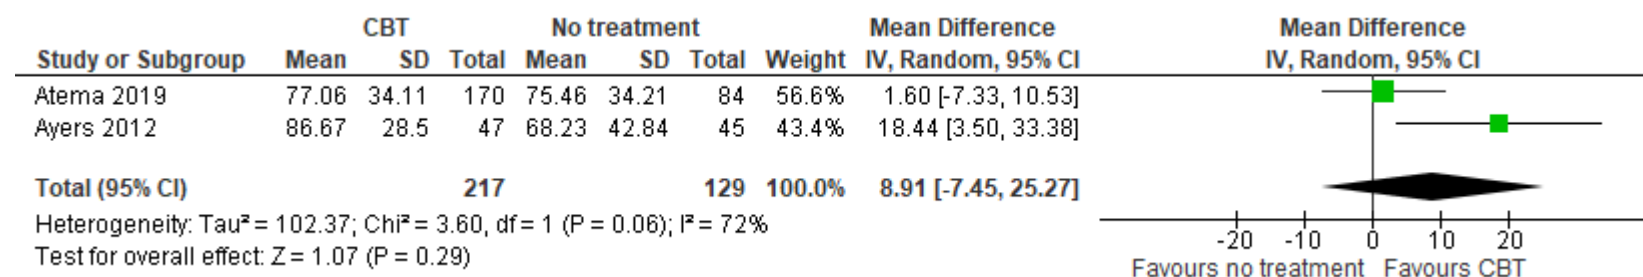 CBT No treatment Mean Difference Mean Difference
Study or Subgroup Mean SD Total Mean SD Total Weight IV, Random, 95% CI IV, Random, 95% CI
Atema 2019 77.06 34.11 170 75.46 34.21 84 56.6% 1.60 [-7.33, 10.53]
Ayers 2012 86.67 28.5 47 68.23 42.84 45 43.4% 18.44 [3.50, 33.38]
Total (95% CI) 217 129 100.0% 8.91 [-7.45, 25.27]
Heterogeneity: Tau² = 102.37; Chi² = 3.60, df = 1 (P = 0.06); I² = 72%
Test for overall effect: Z = 1.07 (P = 0.29)
-20 -10 0 10 20
Favours no treatment Favours CBT